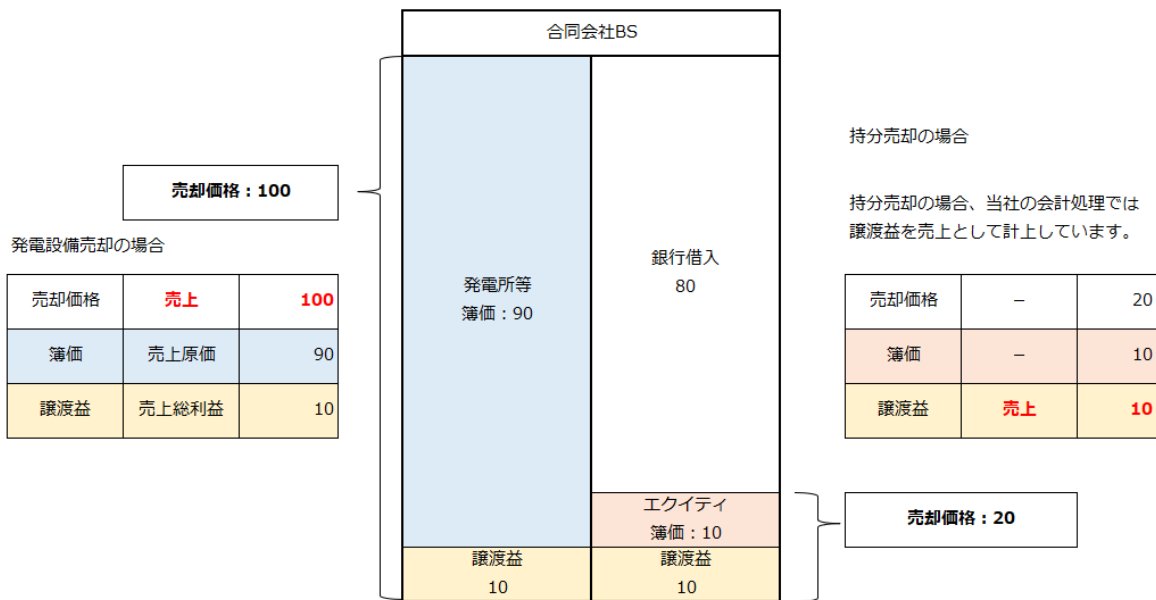 合同会社BS
売却価格：100
発電設備売却の場合
売却価格 売上 100
簿価 売上原価 90
譲渡益 売上総利益 10
発電所等
簿価：90
銀行借入
80
エクイティ
簿価：10
譲渡益
10
譲渡益
10
持分売却の場合
持分売却の場合、当社の会計処理では
譲渡益を売上として計上しています。
売却価格 － 20
簿価 － 10
譲渡益 売上 10
売却価格：20